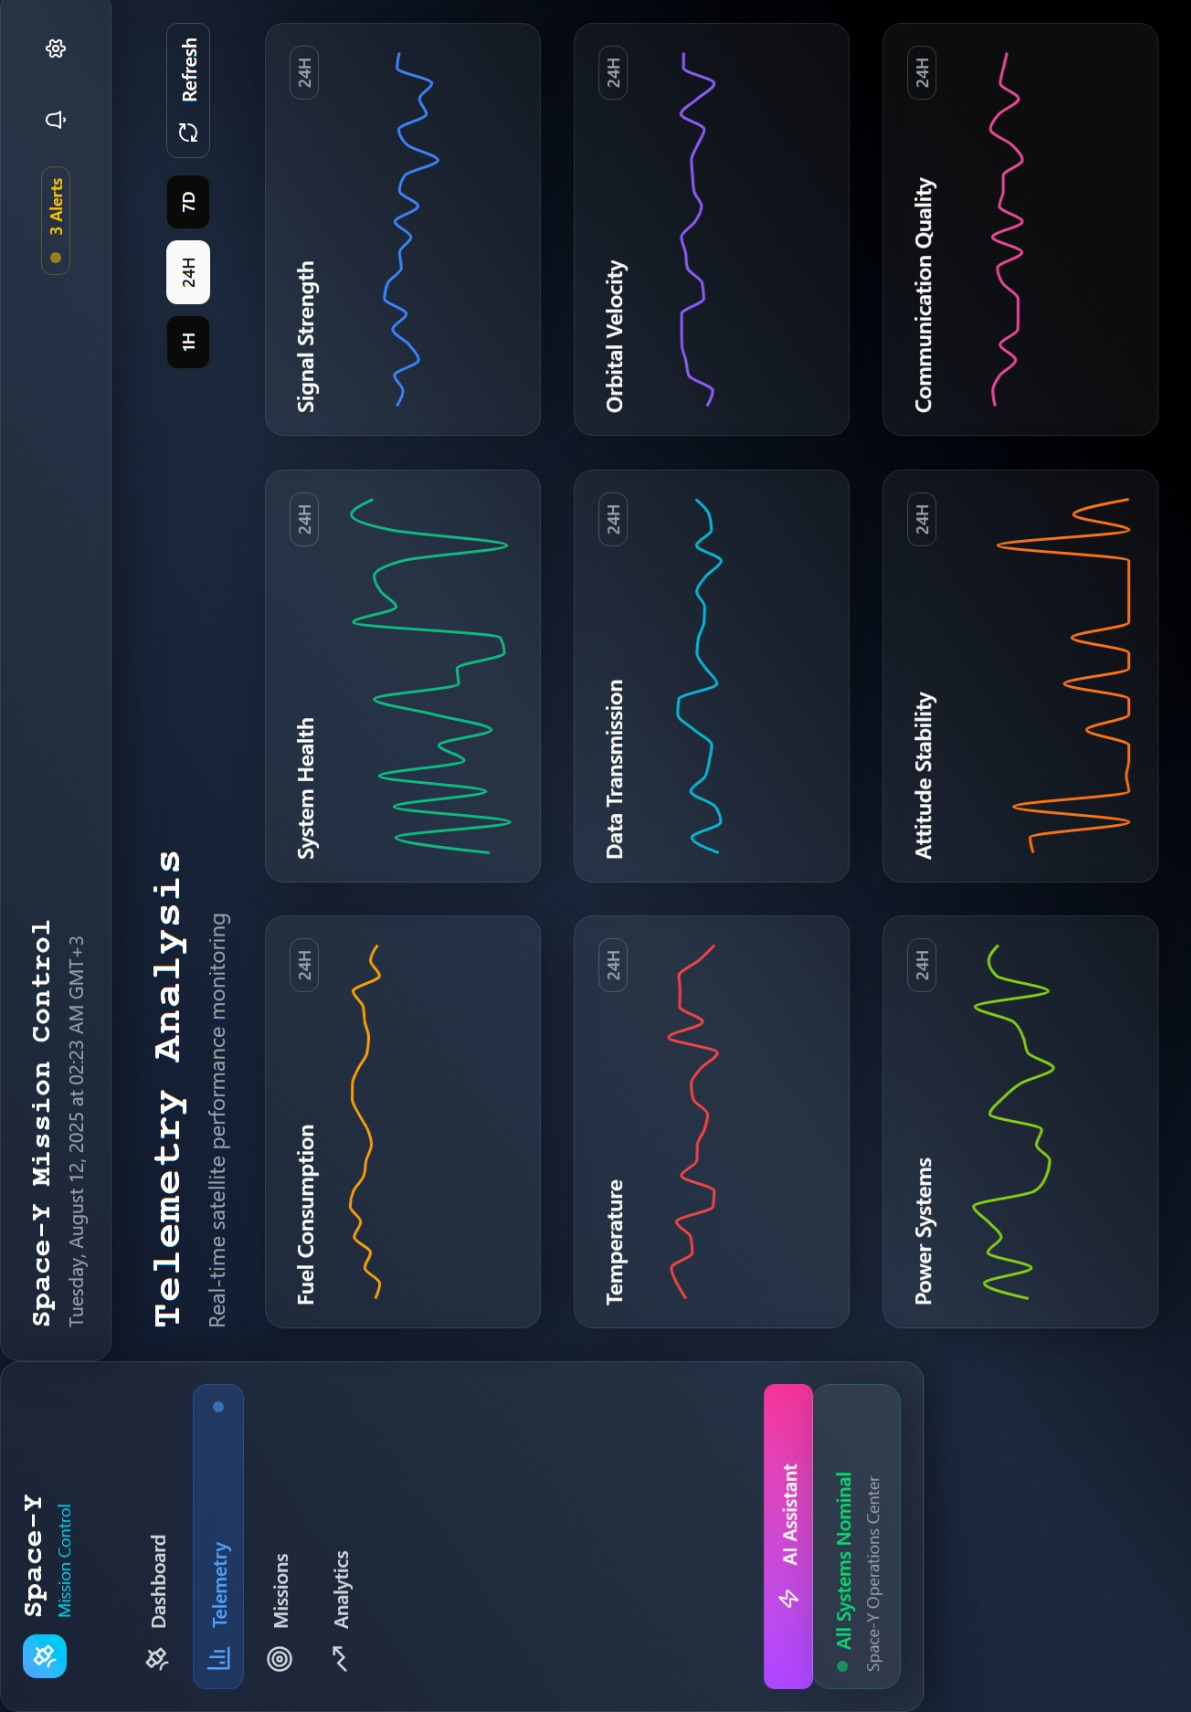 Space-Y
Mission Control
Dashboard
Telemetry
Missions
Analytics
AI Assistant
All Systems Nominal
Space-Y Operations Center
Space-Y Mission Control
Tuesday, August 12, 2025 at 02:23 AM GMT+3
3 Alerts
Telemetry Analysis
Real-time satellite performance monitoring
1H
24H
7D
Refresh
Fuel Consumption
24H
System Health
24H
Signal Strength
24H
Temperature
24H
Data Transmission
24H
Orbital Velocity
24H
Power Systems
24H
Attitude Stability
24H
Communication Quality
24H